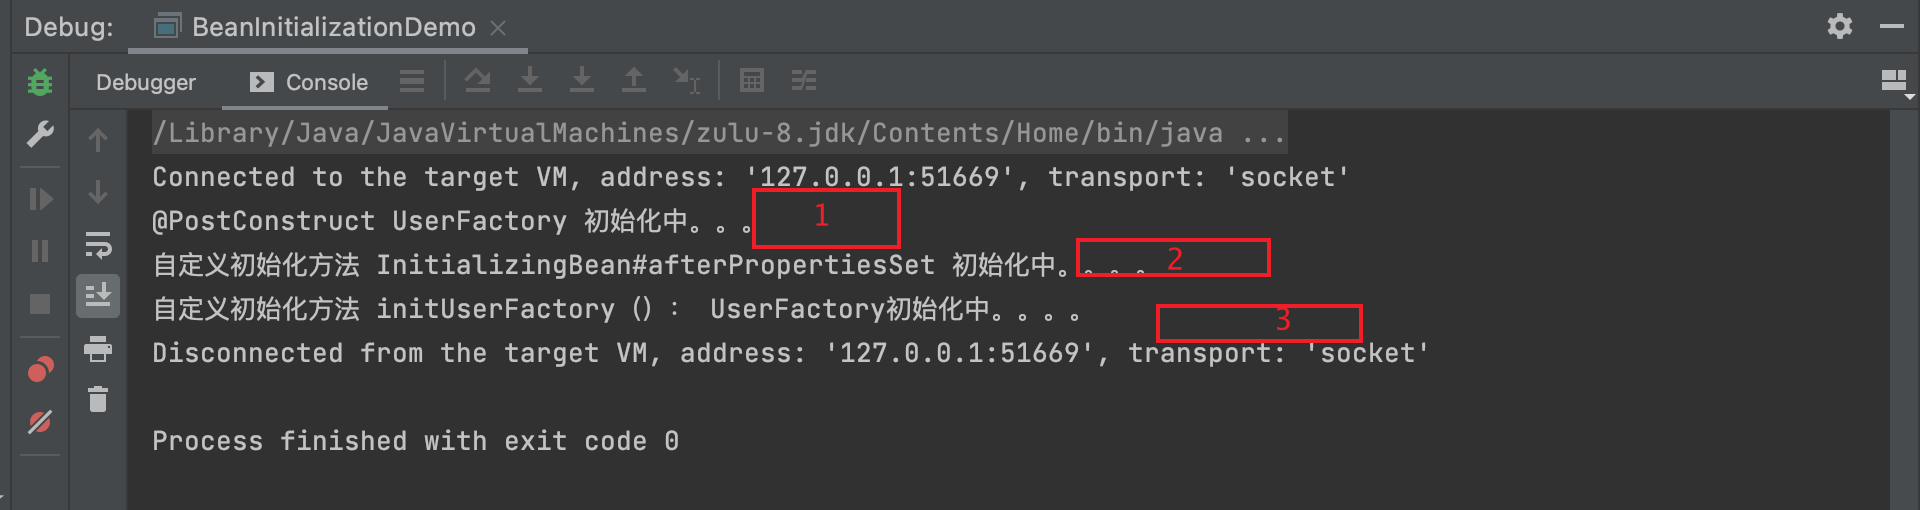 Debug: BeanInitializationDemo
Debugger Console
/Library/Java/JavaVirtualMachines/zulu-8.jdk/Contents/Home/bin/java ...
Connected to the target VM, address: '127.0.0.1:51669', transport: 'socket'
@PostConstruct UserFactory 初始化中。。。 1
自定义初始化方法 InitializingBean#afterPropertiesSet 初始化中。。。。 2
自定义初始化方法 initUserFactory（）： UserFactory初始化中。。。。 3
Disconnected from the target VM, address: '127.0.0.1:51669', transport: 'socket'
Process finished with exit code 0